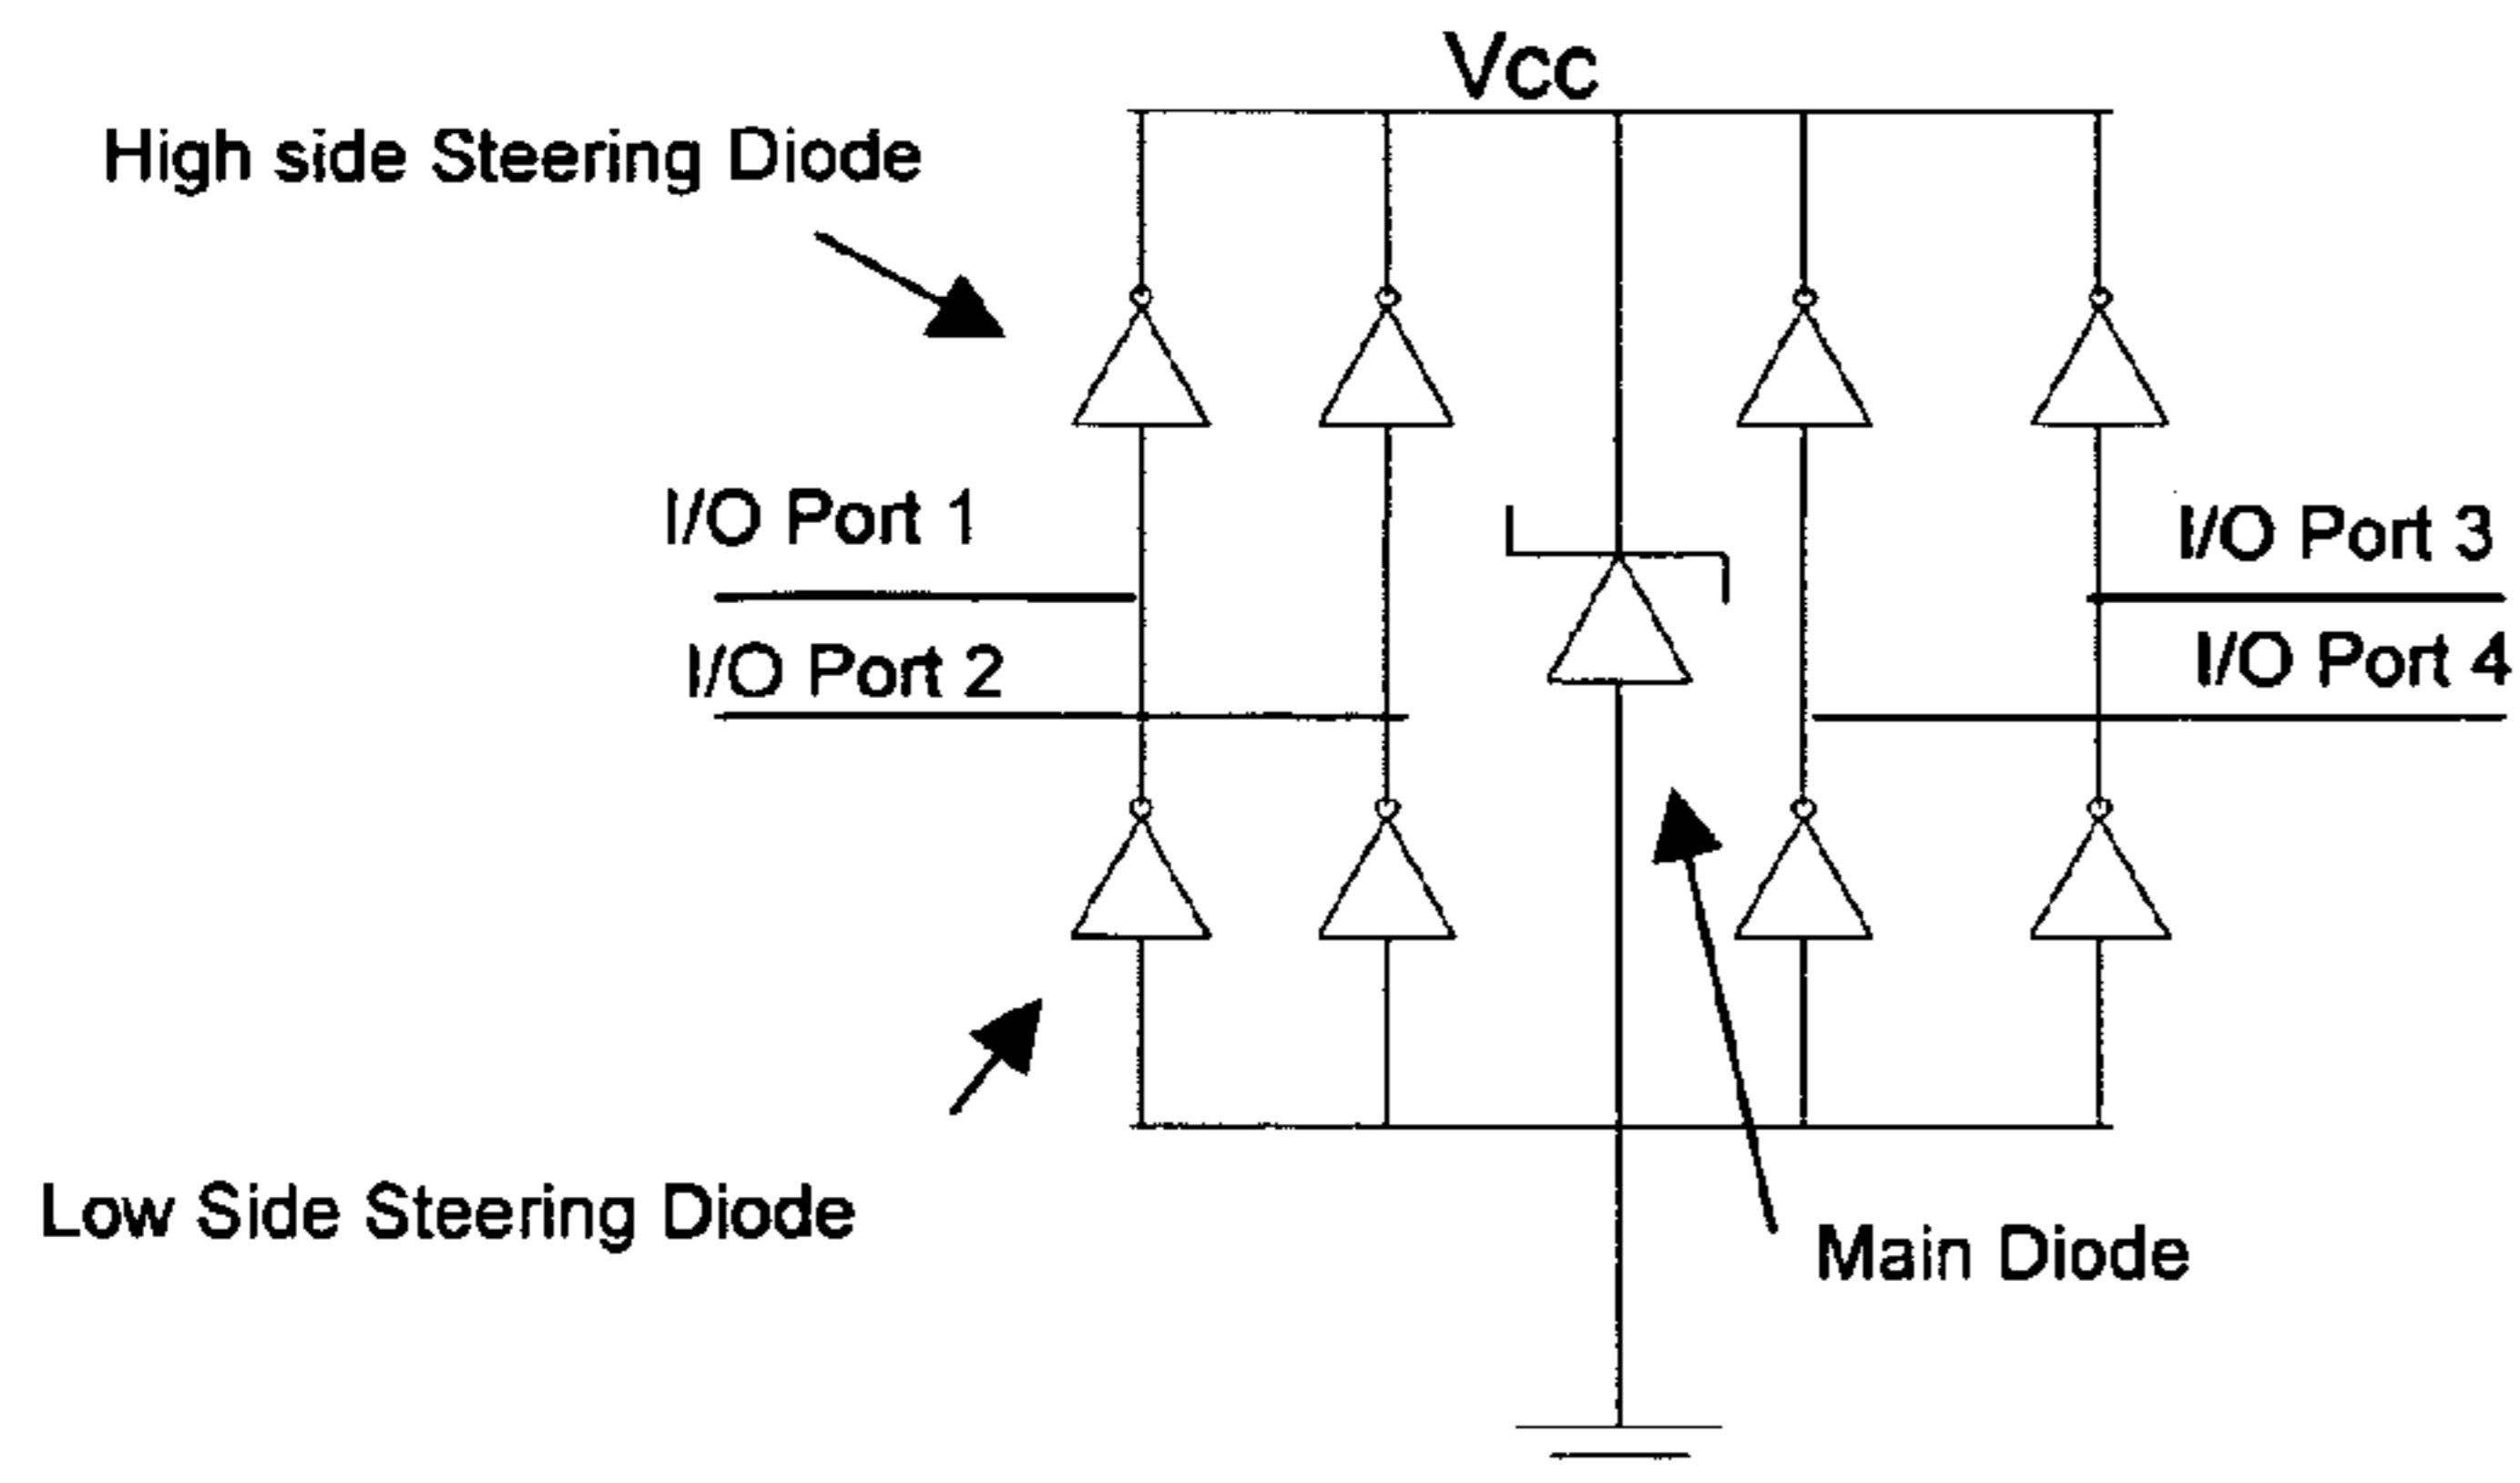 Vcc
High side Steering Diode
I/O Port 1
I/O Port 3
I/O Port 2
I/O Port 4
Low Side Steering Diode
Main Diode